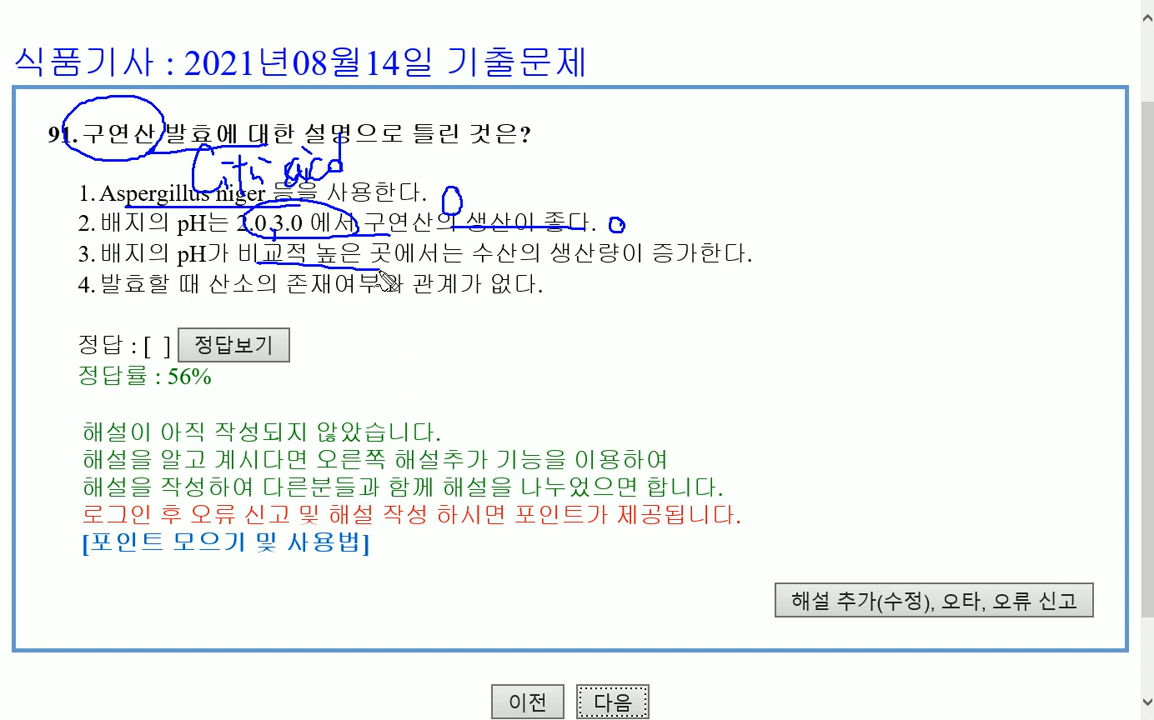 식품기사 : 2021년08월14일 기출문제
91.구연산 발효에 대한 설명으로 틀린 것은?
1.Aspergillus niger 등을 사용한다.
2.배지의 pH는 2.0,3.0 에서 구연산의 생산이 좋다.
3.배지의 pH가 비교적 높은 곳에서는 수산의 생산량이 증가한다.
4.발효할 때 산소의 존재여부와 관계가 없다.
정답 : [ ] 정답보기
정답률 : 56%
해설이 아직 작성되지 않았습니다.
해설을 알고 계시다면 오른쪽 해설추가 기능을 이용하여
해설을 작성하여 다른분들과 함께 해설을 나누었으면 합니다.
로그인 후 오류 신고 및 해설 작성 하시면 포인트가 제공됩니다.
[포인트 모으기 및 사용법]
해설 추가(수정), 오타, 오류 신고
이전 다음